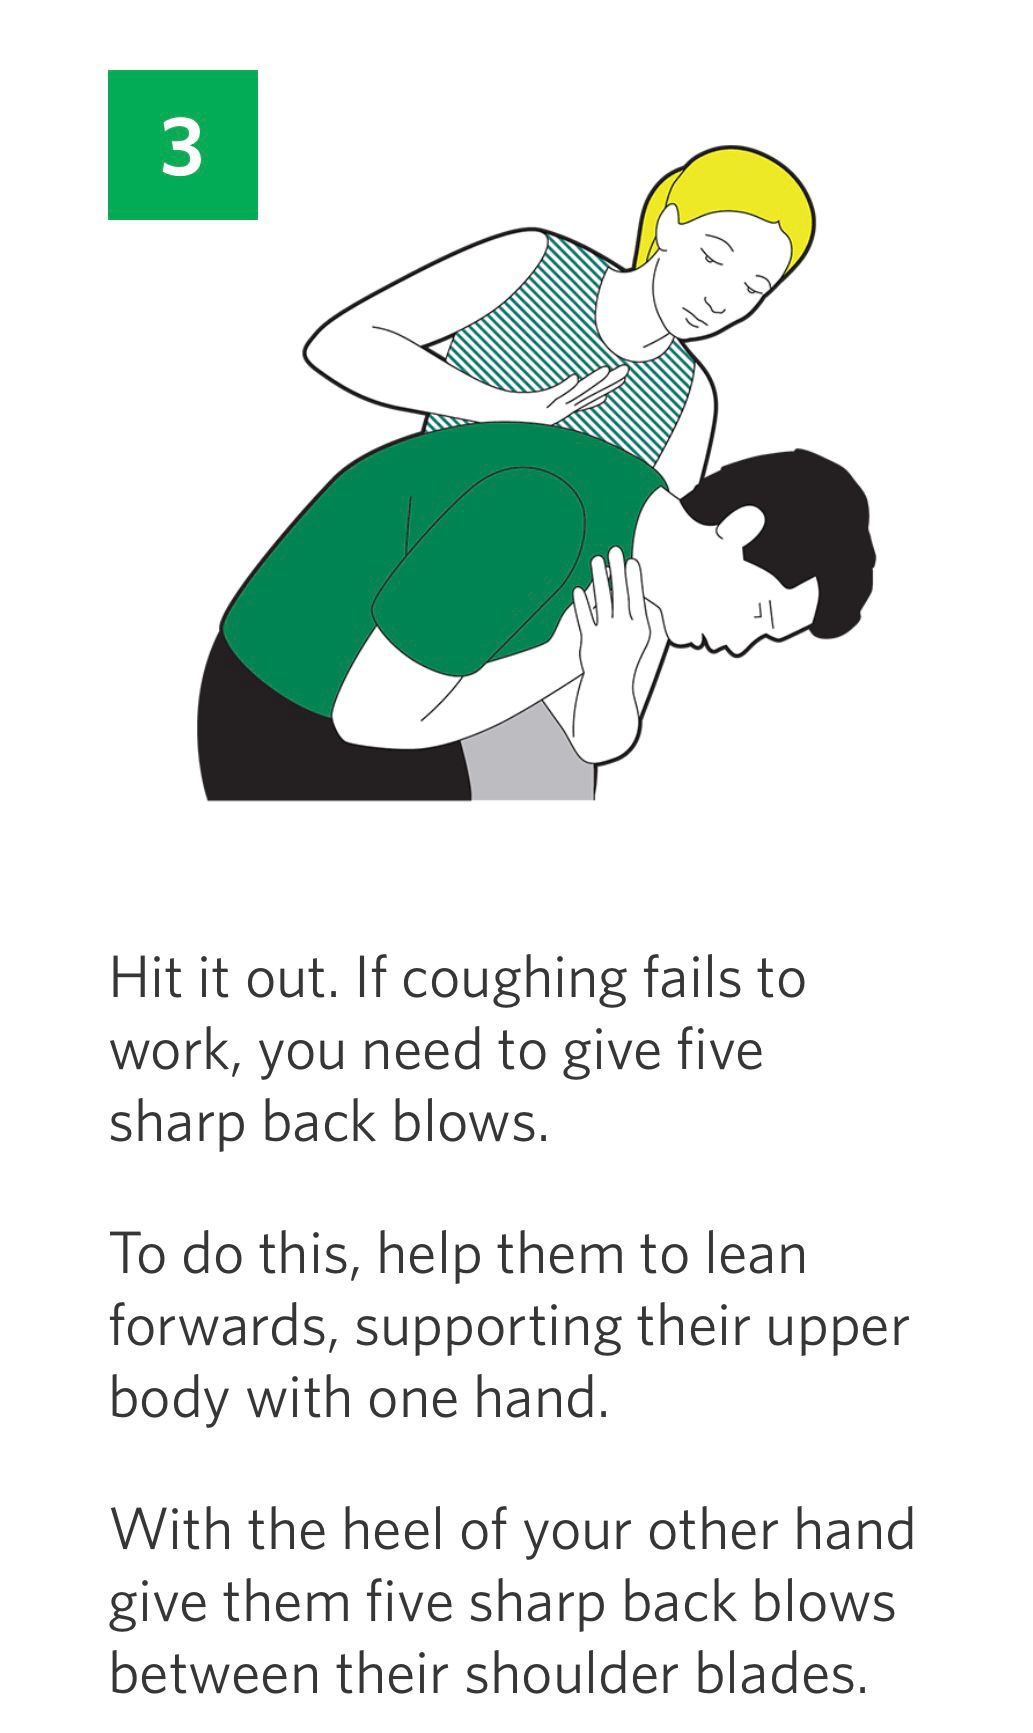 3
Hit it out. If coughing fails to
work, you need to give five
sharp back blows.
To do this, help them to lean
forwards, supporting their upper
body with one hand.
With the heel of your other hand
give them five sharp back blows
between their shoulder blades.